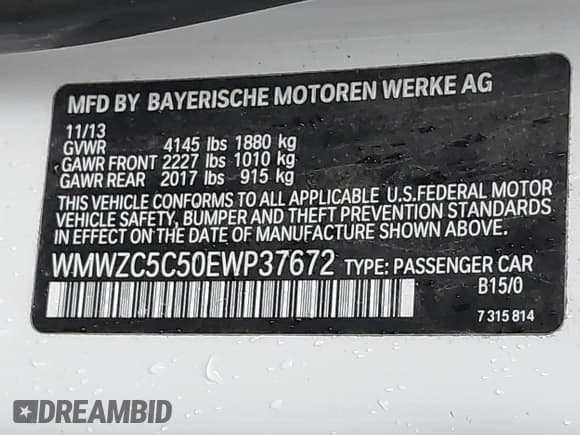 MFD BY BAYERISCHE MOTOREN WERKE AG
11/13
GVWR 4145 lbs 1880 kg
GAWR FRONT 2227 lbs 1010 kg
GAWR REAR 2017 lbs 915 kg
THIS VEHICLE CONFORMS TO ALL APPLICABLE U.S.FEDERAL MOTOR
VEHICLE SAFETY, BUMPER AND THEFT PREVENTION STANDARDS
IN EFFECT ON THE DATE OF MANUFACTURE SHOWN ABOVE.
WMWZC5C50EWP37672 TYPE: PASSENGER CAR
B15/0
7 315 814
DREAMBID